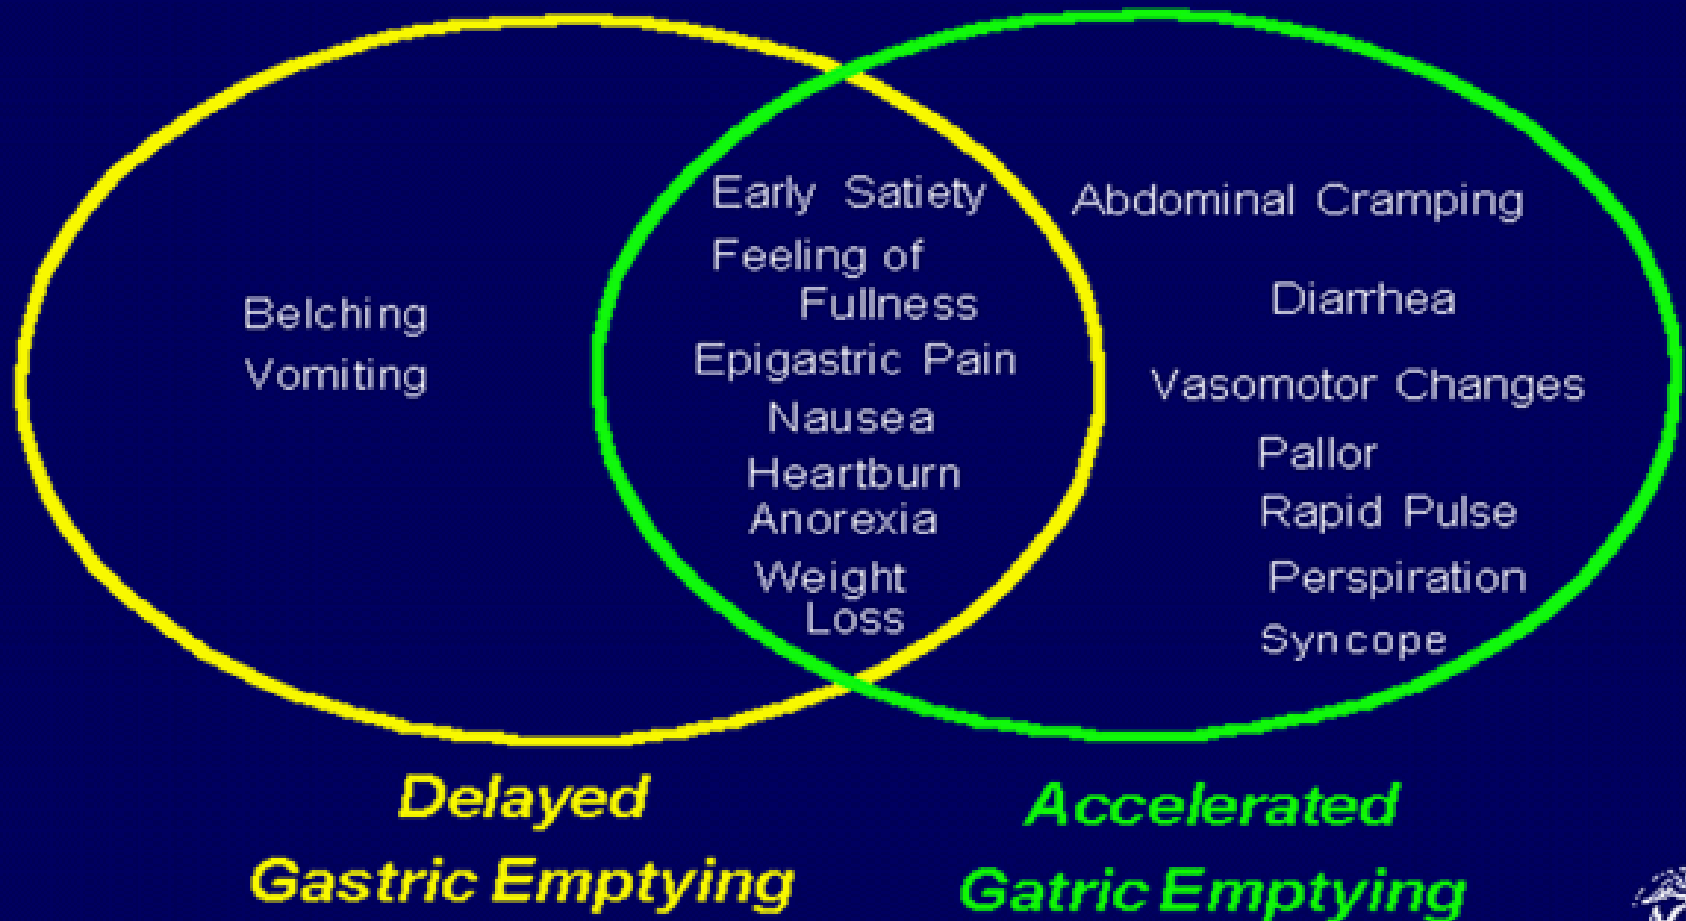 Belching
Vomiting
Early Satiety
Feeling of
Fullness
Epigastric Pain
Nausea
Heartburn
Anorexia
Weight
Loss
Abdominal Cramping
Diarrhea
Vasomotor Changes
Pallor
Rapid Pulse
Perspiration
Syncope
Delayed
Gastric Emptying
Accelerated
Gatric Emptying